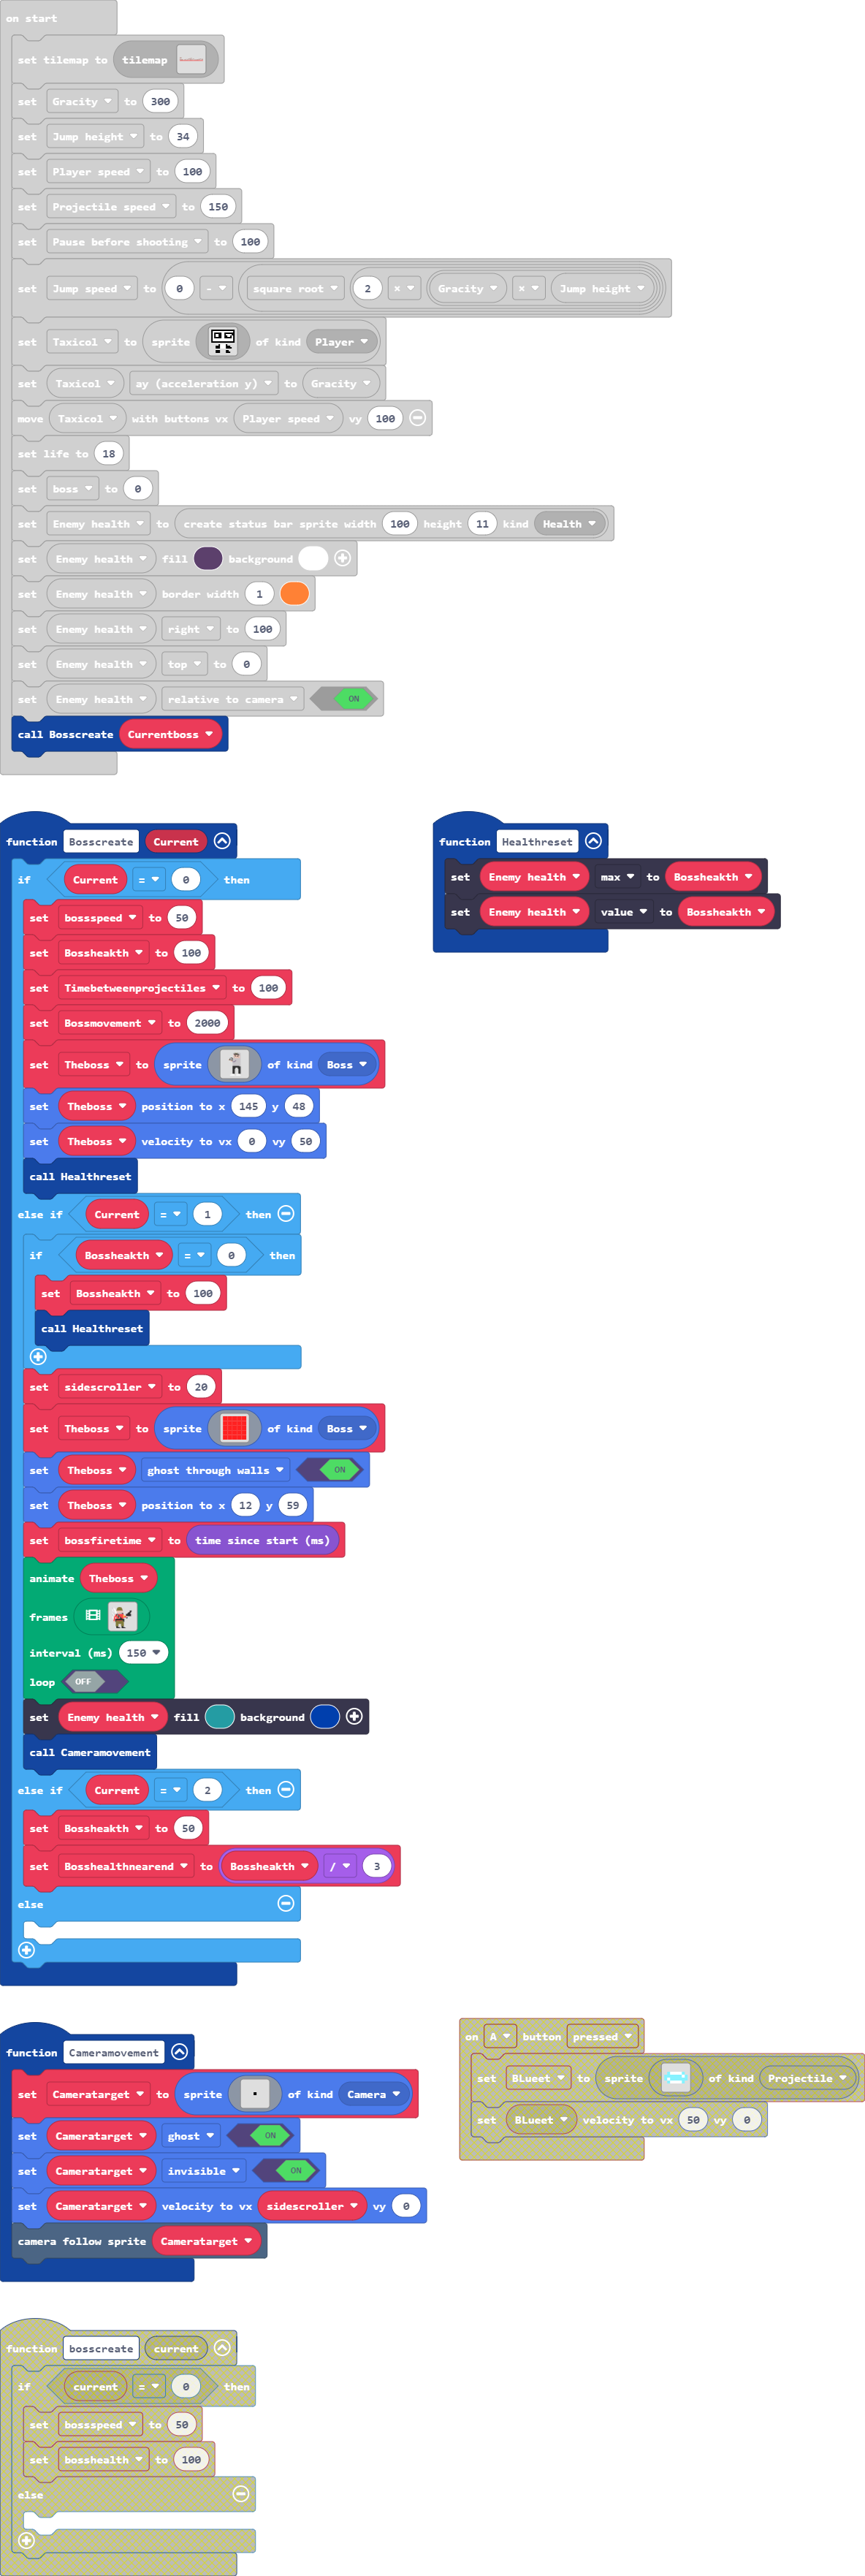 on start
set tilemap to tilemap
set Gracity to 300
set Jump height to 34
set Player speed to 100
set Projectile speed to 150
set Pause before shooting to 100
set Jump speed to 0 - square root 2 × Gracity × Jump height
set Taxicol to sprite of kind Player
set Taxicol ay (acceleration y) to Gracity
move Taxicol with buttons vx Player speed vy 100
set life to 18
set boss to 0
set Enemy health to create status bar sprite width 100 height 11 kind Health
set Enemy health fill background
set Enemy health border width 1
set Enemy health right to 100
set Enemy health top to 0
set Enemy health relative to camera ON
call Bosscreate Currentboss
function Bosscreate Current
if Current = 0 then
set bossspeed to 50
set Bossheakth to 100
set Timebetweenprojectiles to 100
set Bossmovement to 2000
set Theboss to sprite of kind Boss
set Theboss position to x 145 y 48
set Theboss velocity to vx 0 vy 50
call Healthreset
else if Current = 1 then
if Bossheakth = 0 then
set Bossheakth to 100
call Healthreset
set sidescroller to 20
set Theboss to sprite of kind Boss
set Theboss ghost through walls ON
set Theboss position to x 12 y 59
set bossfiretime to time since start (ms)
animate Theboss
frames
interval (ms) 150
loop OFF
set Enemy health fill background
call Cameramovement
else if Current = 2 then
set Bossheakth to 50
set Bosshealthnearend to Bossheakth / 3
else
function Healthreset
set Enemy health max to Bossheakth
set Enemy health value to Bossheakth
function Cameramovement
set Cameratarget to sprite of kind Camera
set Cameratarget ghost ON
set Cameratarget invisible ON
set Cameratarget velocity to vx sidescroller vy 0
camera follow sprite Cameratarget
on A button pressed
set BLueet to sprite of kind Projectile
set BLueet velocity to vx 50 vy 0
function bosscreate current
if current = 0 then
set bossspeed to 50
set bosshealth to 100
else